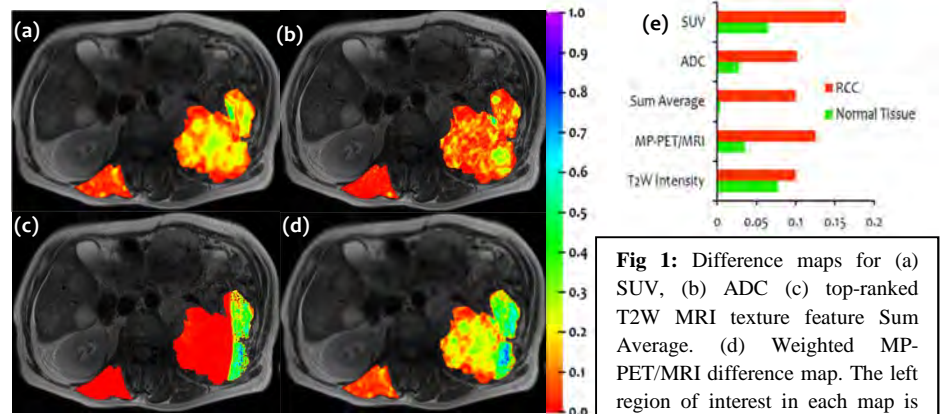 (a)
(b)
(c)
(d)
1.0
0.9
0.8
0.7
0.6
0.5
0.4
0.3
0.2
0.1
0.0
(e)
SUV
ADC
Sum Average
MP-PET/MRI
T2W Intensity
RCC
Normal Tissue
0 0.05 0.1 0.15 0.2
Fig 1: Difference maps for (a)
SUV, (b) ADC (c) top-ranked
T2W MRI texture feature Sum
Average. (d) Weighted MP-
PET/MRI difference map. The left
region of interest in each map is